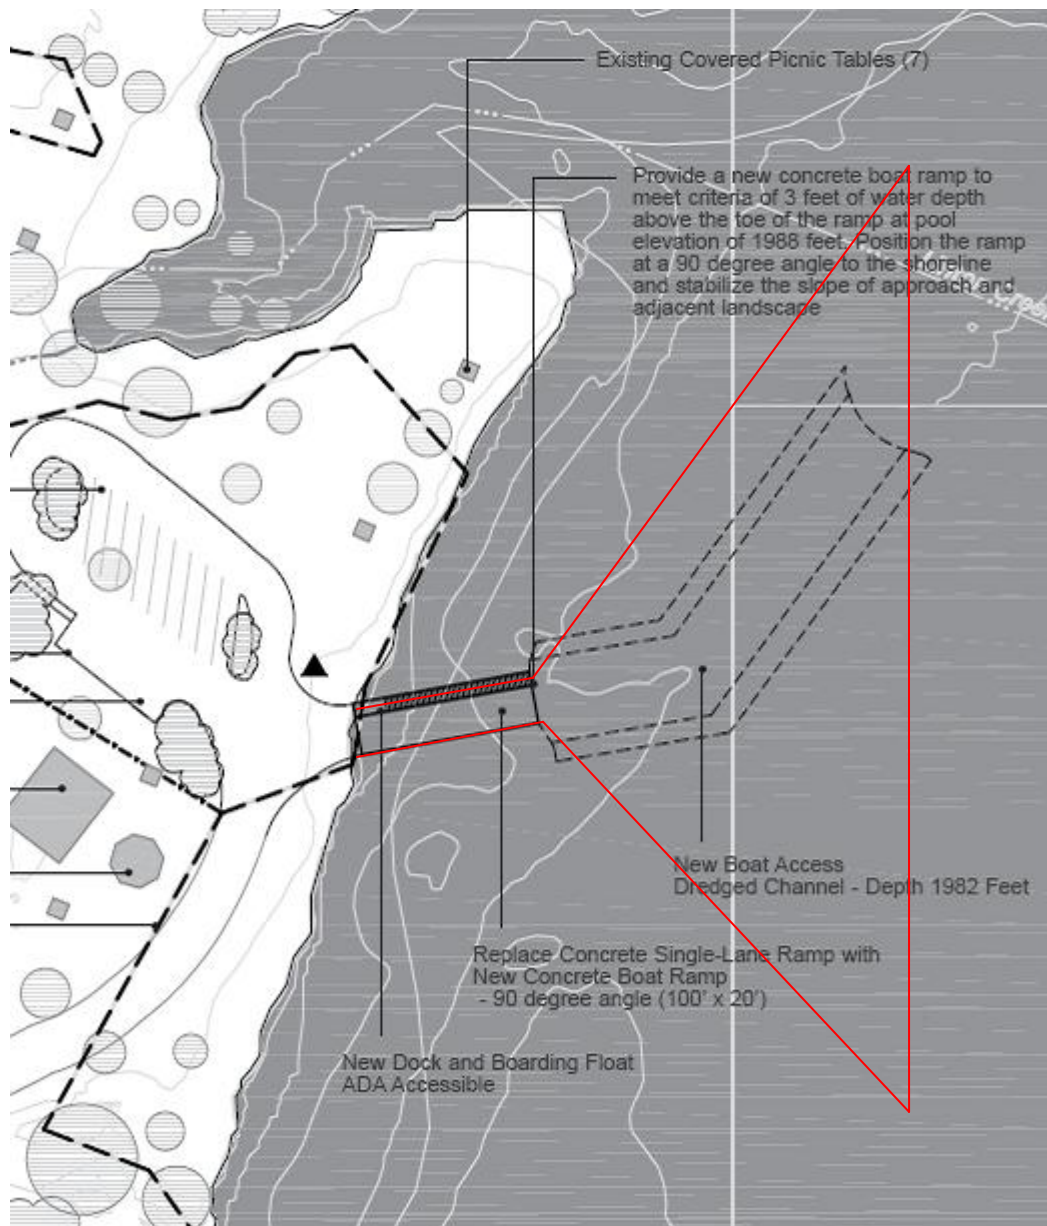 Existing Covered Picnic Tables (7)
Provide a new concrete boat ramp to
meet criteria of 3 feet of water depth
above the toe of the ramp at pool
elevation of 1988 feet. Position the ramp
at a 90 degree angle to the shoreline
and stabilize the slope of approach and
adjacent landscape
New Boat Access
Dredged Channel - Depth 1982 Feet
Replace Concrete Single-Lane Ramp with
New Concrete Boat Ramp
- 90 degree angle (100' x 20')
New Dock and Boarding Float
ADA Accessible